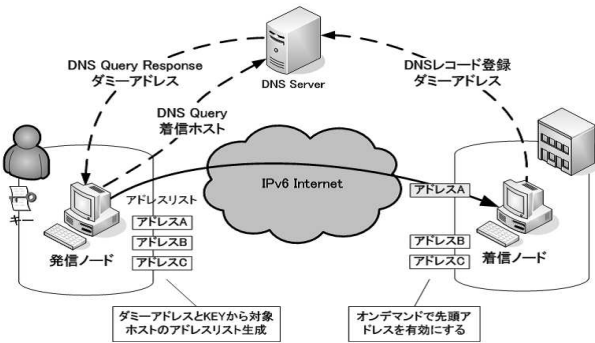 DNS Query Response
ダミーアドレス
DNS Server
DNSレコード登録
ダミーアドレス
DNS Query
着信ホスト
IPv6 Internet
キー
アドレスリスト
アドレスA
アドレスB
アドレスC
発信ノード
アドレスA
アドレスB
アドレスC
着信ノード
ダミーアドレスとKEYから対象
ホストのアドレスリスト生成
オンデマンドで先頭ア
ドレスを有効にする